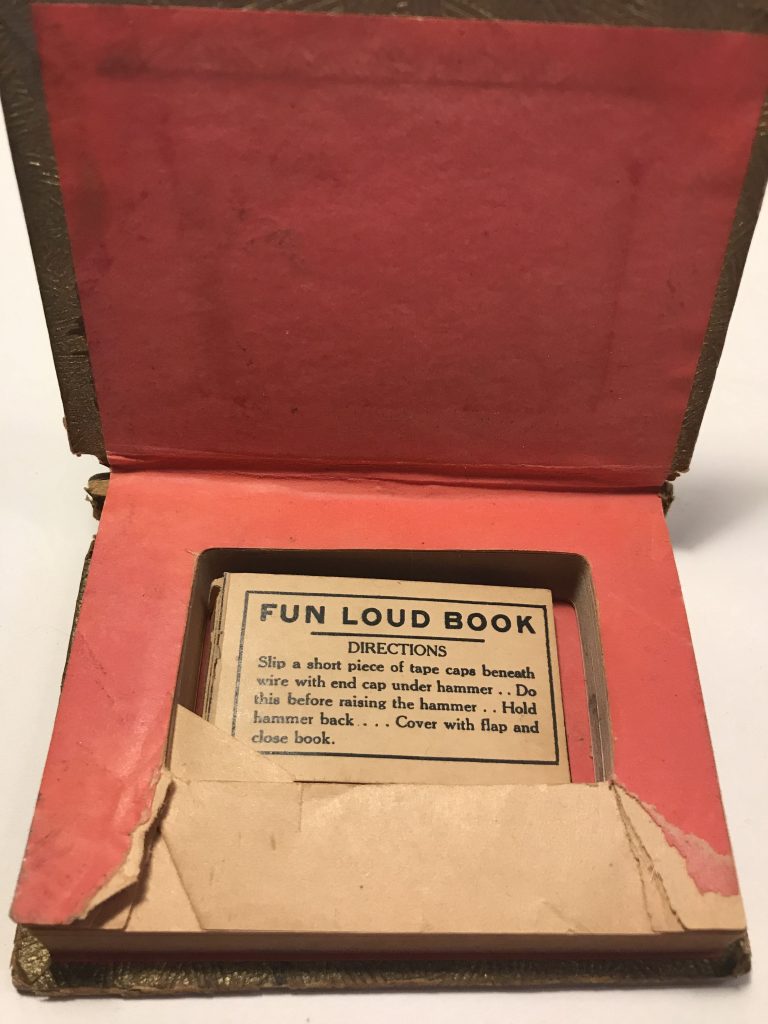 FUN LOUD BOOK
DIRECTIONS
Slip a short piece of tape caps beneath
wire with end cap under hammer . . Do
this before raising the hammer . . Hold
hammer back . . . . Cover with flap and
close book.